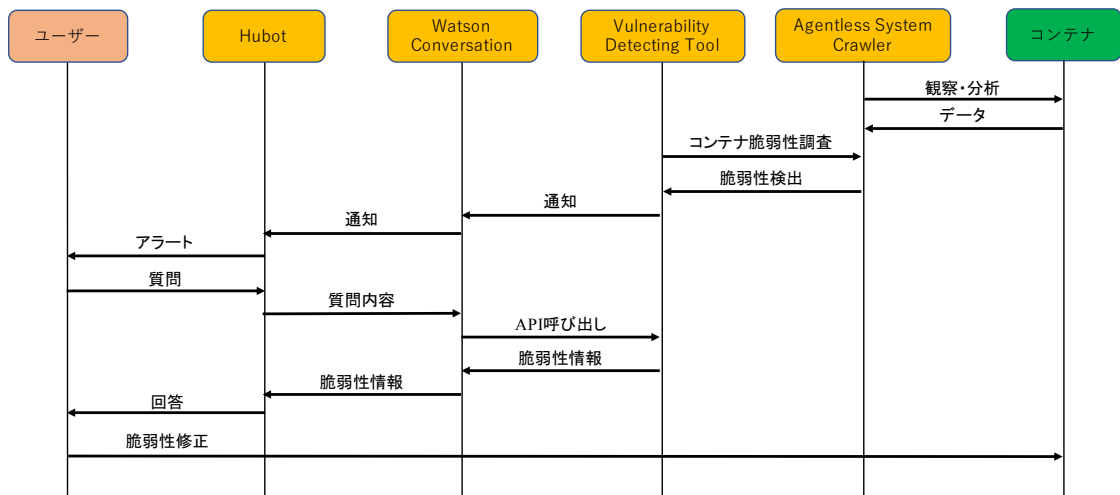 ユーザー
Hubot
Watson
Conversation
Vulnerability
Detecting Tool
Agentless System
Crawler
コンテナ
観察・分析
データ
コンテナ脆弱性調査
脆弱性検出
通知
通知
アラート
質問
質問内容
API呼び出し
脆弱性情報
脆弱性情報
回答
脆弱性修正